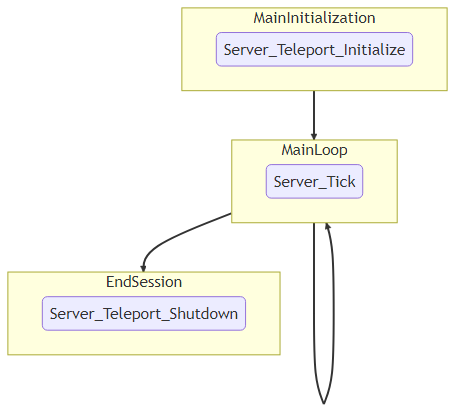 MainInitialization
Server_Teleport_Initialize
MainLoop
Server_Tick
EndSession
Server_Teleport_Shutdown